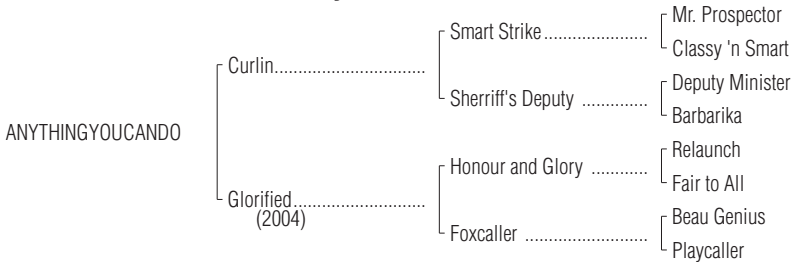 Mr. Prospector
Smart Strike......................
Classy 'n Smart
Curlin..............................
Deputy Minister
Sherriff's Deputy ..............
Barbarika
ANYTHINGYOUCANDO
Relaunch
Honour and Glory ............
Fair to All
Glorified..........................
(2004)
Beau Genius
Foxcaller .........................
Playcaller